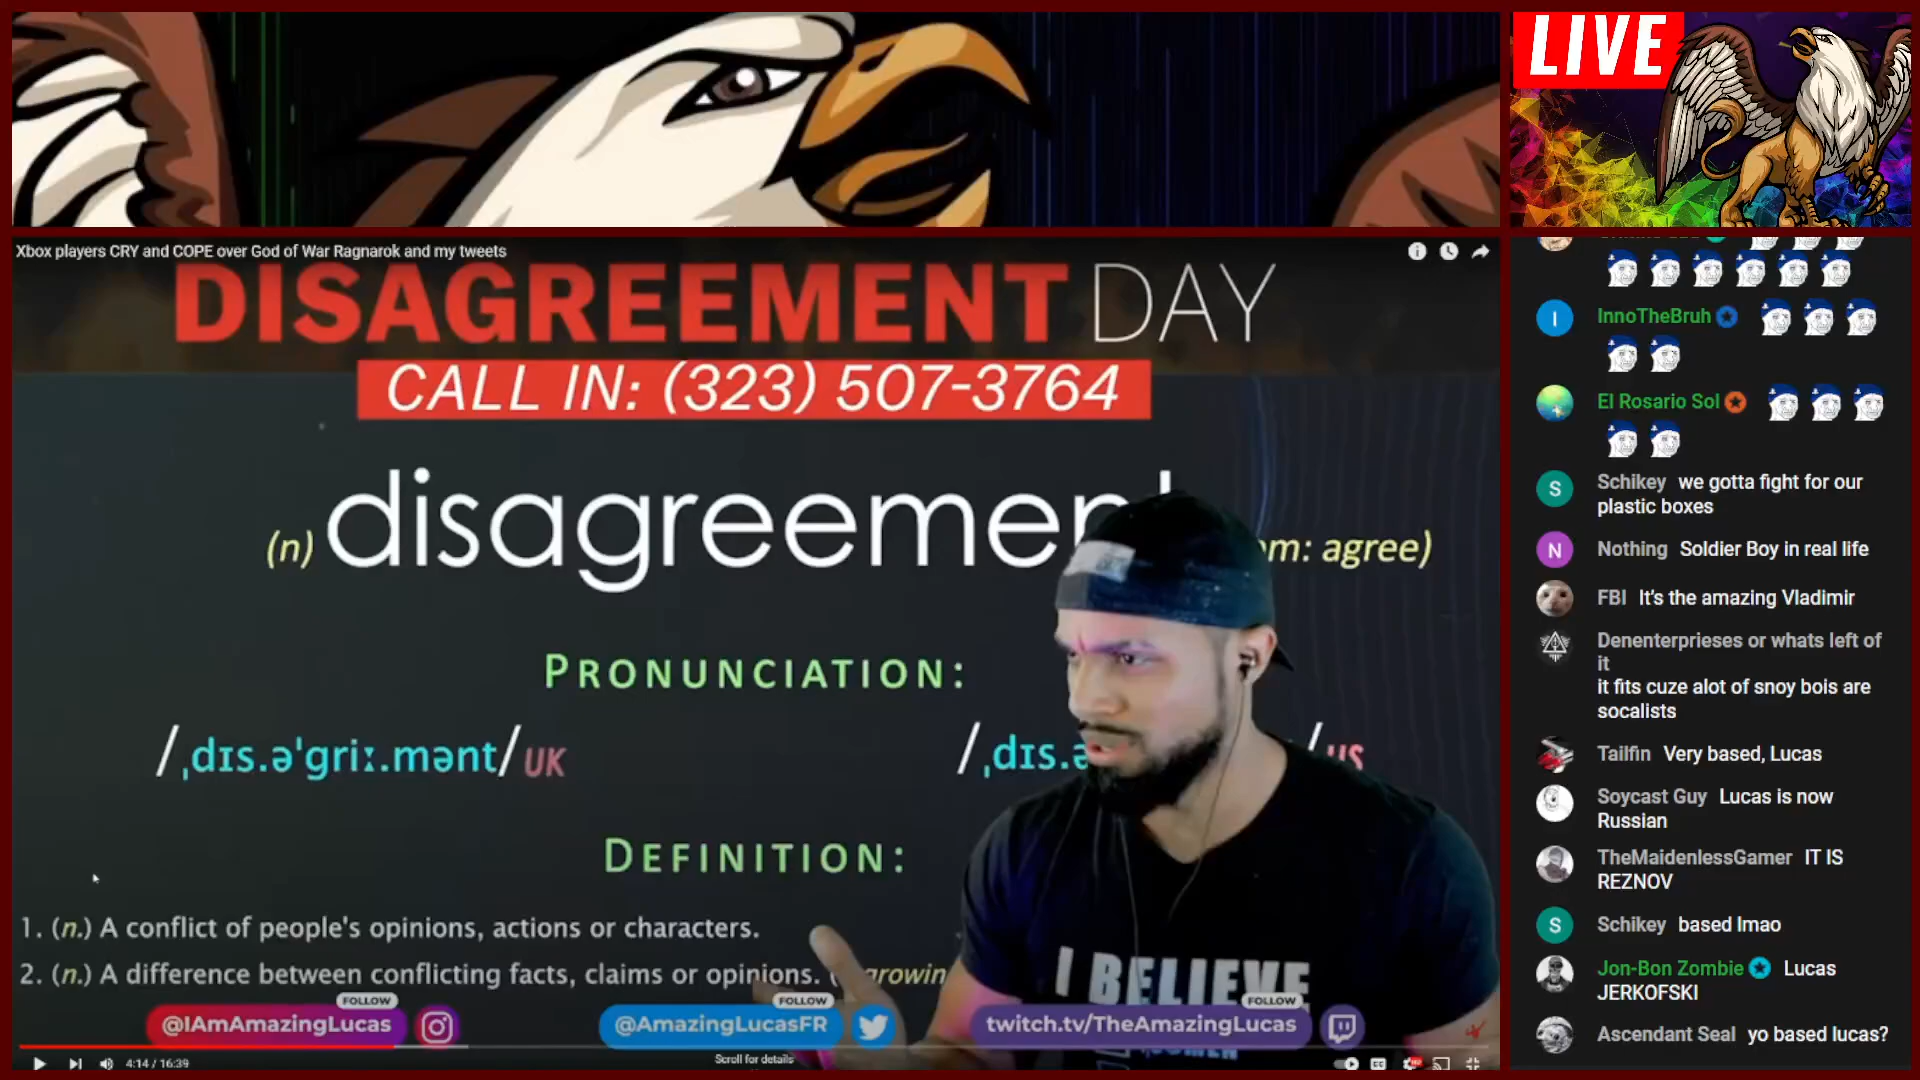 LIVE
Xbox players CRY and COPE over God of War Ragnarok and my tweets
DISAGREEMENT DAY
CALL IN: (323) 507-3764
(n) disagreement
agree)
PRONUNCIATION:
/ˌdɪs.əˈɡriː.mənt/ UK
/ˌdɪs.ə / US
DEFINITION:
1. (n.) A conflict of people's opinions, actions or characters.
2. (n.) A difference between conflicting facts, claims or opinions. (
I BELIEVE
FOLLOW
@IAmAmazingLucas
FOLLOW
@AmazingLucasFR
FOLLOW
twitch.tv/TheAmazingLucas
4:14 / 16:39
Scroll for details
InnoTheBruh
El Rosario Sol
Schikey we gotta fight for our
plastic boxes
Nothing Soldier Boy in real life
FBI It's the amazing Vladimir
Denenterprieses or whats left of
it
it fits cuze alot of snoy bois are
socalists
Tailfin Very based, Lucas
Soycast Guy Lucas is now
Russian
TheMaidenlessGamer IT IS
REZNOV
Schikey based lmao
Jon-Bon Zombie Lucas
JERKOFSKI
Ascendant Seal yo based lucas?